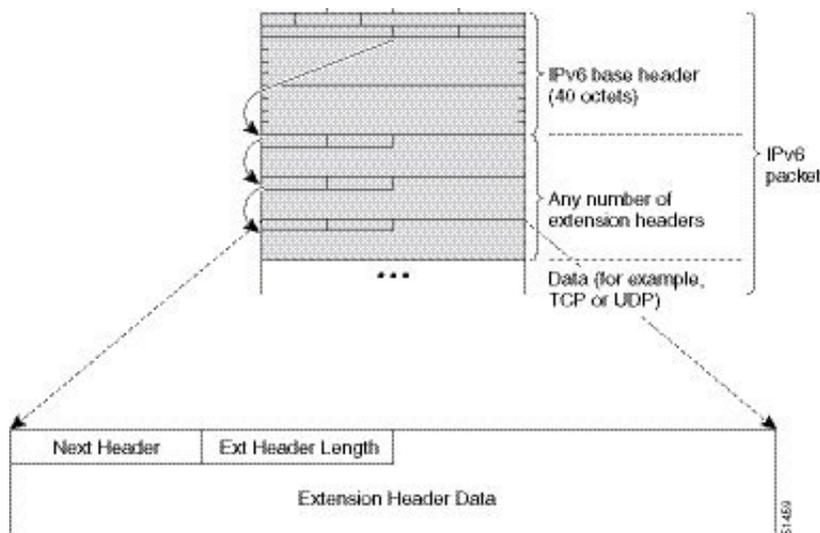 IPv6 base header
(40 octets)
IPv6
packet
Any number of
extension headers
...
Data (for example,
TCP or UDP)
Next Header
Ext Header Length
Extension Header Data
51459